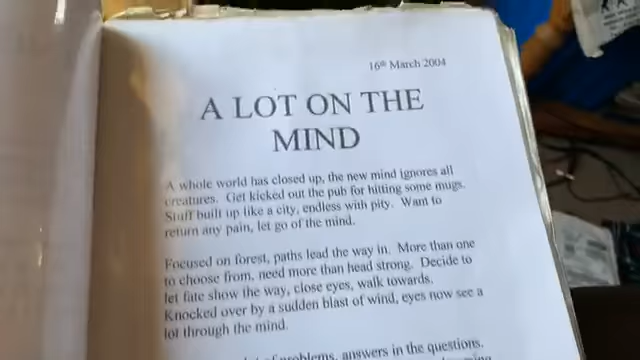 16th March 2004
A LOT ON THE
MIND
A whole world has closed up, the new mind ignores all
creatures. Get kicked out the pub for hitting some mugs.
Stuff built up like a city, endless with pity. Want to
return any pain, let go of the mind.
Focused on forest, paths lead the way in. More than one
to choose from, need more than head strong. Decide to
let fate show the way, close eyes, walk towards.
Knocked over by a sudden blast of wind, eyes now see a
lot through the mind.
of problems, answers in the questions.